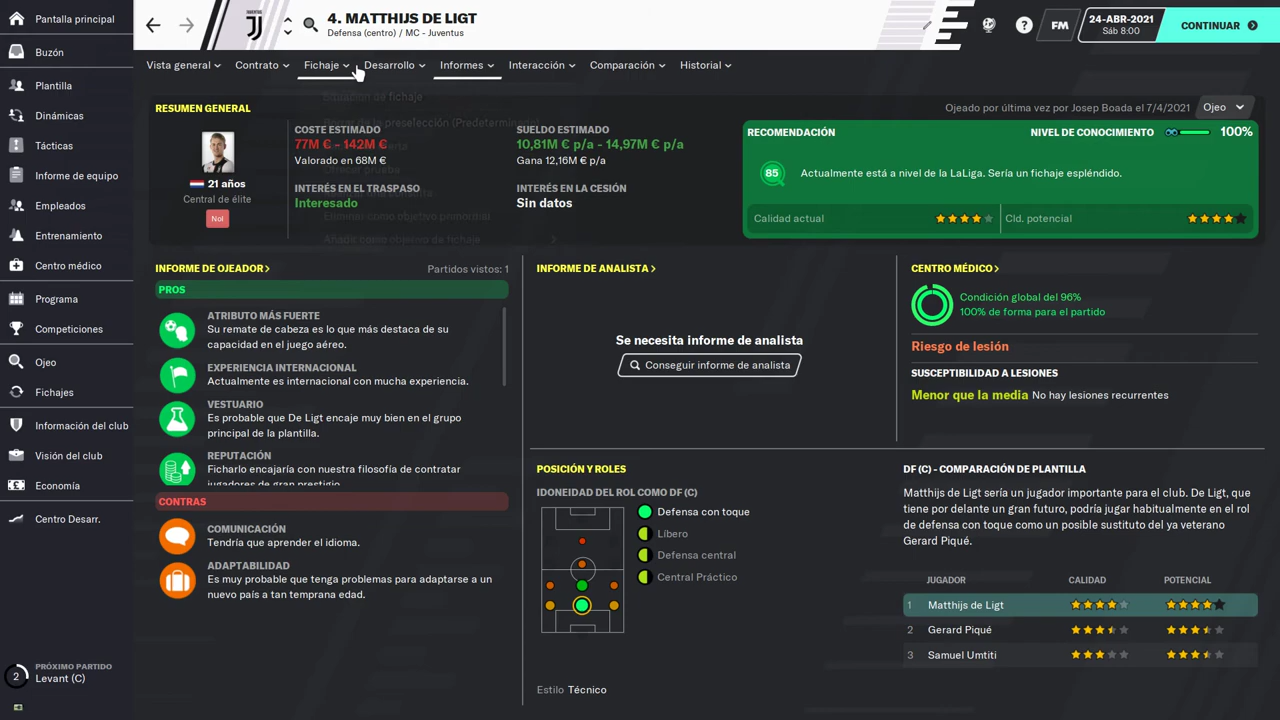 Pantalla principal
Buzón
Plantilla
Dinámicas
Tácticas
Informe de equipo
Empleados
Entrenamiento
Centro médico
Programa
Competiciones
Ojeo
Fichajes
Información del club
Visión del club
Economía
Centro Desarr.
2
PRÓXIMO PARTIDO
Levant (C)
4. MATTHIJS DE LIGT
Defensa (centro) / MC - Juventus
?
FM
24-ABR-2021
Sáb 8:00
CONTINUAR
Vista general
Contrato
Fichaje
Desarrollo
Informes
Interacción
Comparación
Historial
Situación de fichaje
RESUMEN GENERAL
Ojeado por última vez por Josep Boada el 7/4/2021
Ojeo
21 años
Central de élite
NoI
COSTE ESTIMADO
77M € - 142M €
Valorado en 68M €
INTERÉS EN EL TRASPASO
Interesado
SUELDO ESTIMADO
10,81M € p/a - 14,97M € p/a
Gana 12,16M € p/a
INTERÉS EN LA CESIÓN
Sin datos
RECOMENDACIÓN
NIVEL DE CONOCIMIENTO
100%
85
Actualmente está a nivel de la LaLiga. Sería un fichaje espléndido.
Calidad actual
Cld. potencial
INFORME DE OJEADOR
Partidos vistos: 1
PROS
ATRIBUTO MÁS FUERTE
Su remate de cabeza es lo que más destaca de su
capacidad en el juego aéreo.
EXPERIENCIA INTERNACIONAL
Actualmente es internacional con mucha experiencia.
VESTUARIO
Es probable que De Ligt encaje muy bien en el grupo
principal de la plantilla.
REPUTACIÓN
Ficharlo encajaría con nuestra filosofía de contratar
jugadores de gran prestigio.
CONTRAS
COMUNICACIÓN
Tendría que aprender el idioma.
ADAPTABILIDAD
Es muy probable que tenga problemas para adaptarse a un
nuevo país a tan temprana edad.
INFORME DE ANALISTA
Se necesita informe de analista
Conseguir informe de analista
CENTRO MÉDICO
Condición global del 96%
100% de forma para el partido
Riesgo de lesión
SUSCEPTIBILIDAD A LESIONES
Menor que la media No hay lesiones recurrentes
POSICIÓN Y ROLES
IDONEIDAD DEL ROL COMO DF (C)
Defensa con toque
Líbero
Defensa central
Central Práctico
Estilo Técnico
DF (C) - COMPARACIÓN DE PLANTILLA
Matthijs de Ligt sería un jugador importante para el club. De Ligt, que
tiene por delante un gran futuro, podría jugar habitualmente en el rol
de defensa con toque como un posible sustituto del ya veterano
Gerard Piqué.
JUGADOR
CALIDAD
POTENCIAL
1 Matthijs de Ligt
2 Gerard Piqué
3 Samuel Umtiti